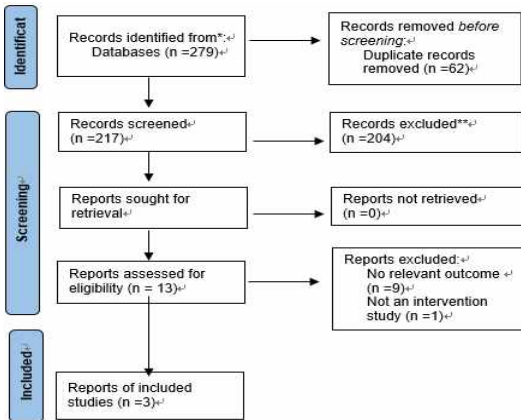 Identificat
Records identified from*:↵
Databases (n =279)↵
Records removed before
screening:↵
Duplicate records
removed (n =62)↵
Screening↵
Records screened↵
(n =217)↵
Records excluded**↵
(n =204)↵
Reports sought for
retrieval↵
Reports not retrieved↵
(n =0)↵
Reports assessed for
eligibility (n = 13)↵
Reports excluded:↵
No relevant outcome ↵
(n =9)↵
Not an intervention
study (n =1)↵
Included↵
Reports of included
studies (n =3)↵